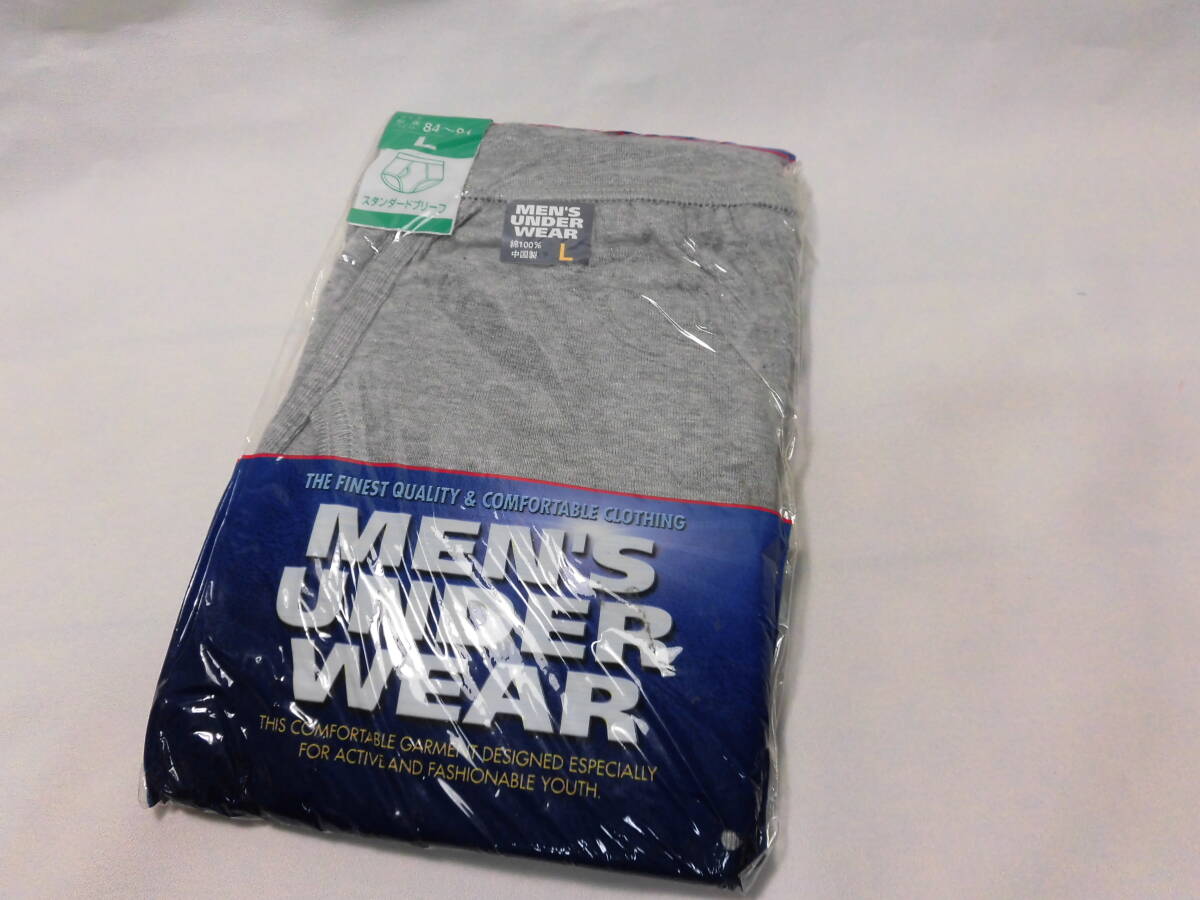 84～94
L
スタンダードブリーフ
MEN'S
UNDER
WEAR
綿100%
中国製
L
THE FINEST QUALITY & COMFORTABLE CLOTHING
MEN'S
UNDER
WEAR
THIS COMFORTABLE GARMENT DESIGNED ESPECIALLY
FOR ACTIVE AND FASHIONABLE YOUTH.